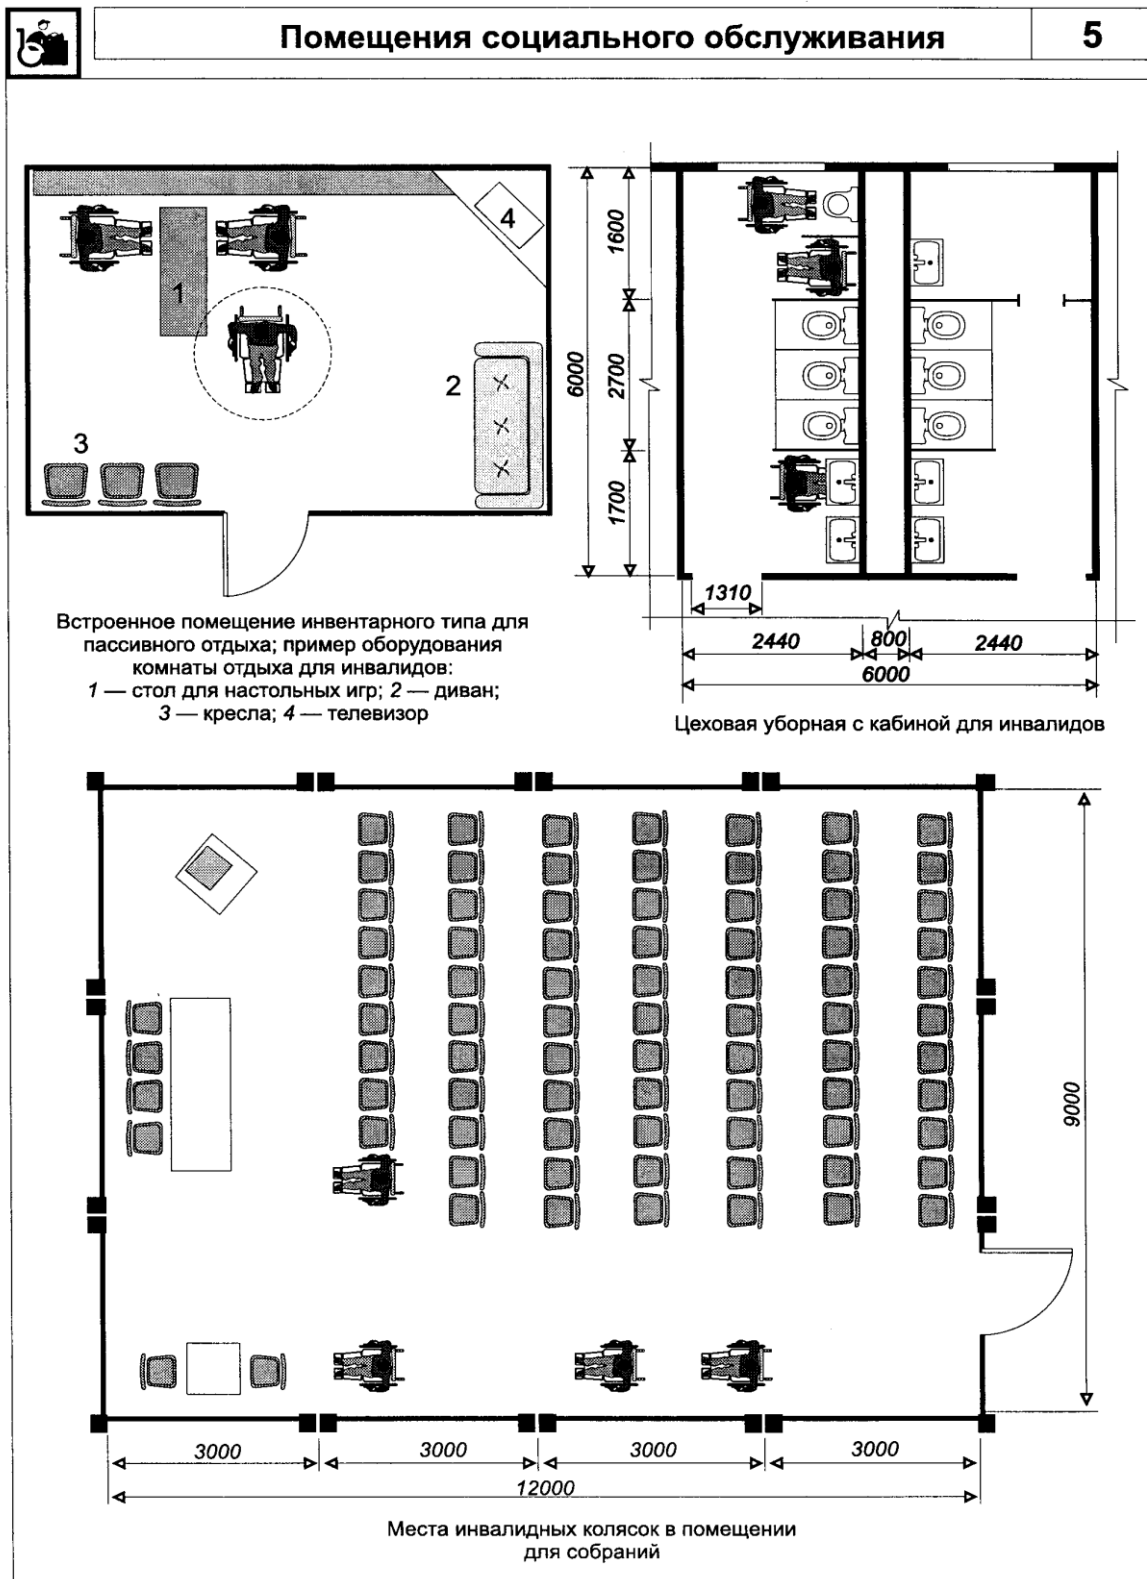 Помещения социального обслуживания
5
4
1
2
3
Встроенное помещение инвентарного типа для
пассивного отдыха; пример оборудования
комнаты отдыха для инвалидов:
1 — стол для настольных игр; 2 — диван;
3 — кресла; 4 — телевизор
6000
1600
2700
1700
1310
2440
800
2440
6000
Цеховая уборная с кабиной для инвалидов
9000
3000
3000
3000
3000
12000
Места инвалидных колясок в помещении
для собраний